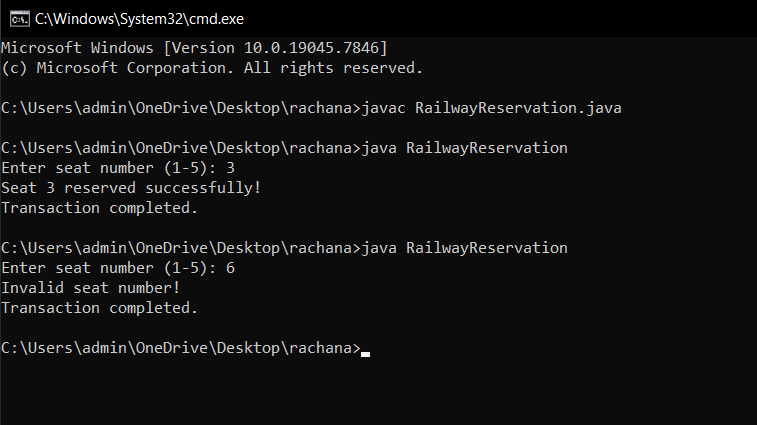 C:\Windows\System32\cmd.exe
Microsoft Windows [Version 10.0.19045.7846]
(c) Microsoft Corporation. All rights reserved.
C:\Users\admin\OneDrive\Desktop\rachana>javac RailwayReservation.java
C:\Users\admin\OneDrive\Desktop\rachana>java RailwayReservation
Enter seat number (1-5): 3
Seat 3 reserved successfully!
Transaction completed.
C:\Users\admin\OneDrive\Desktop\rachana>java RailwayReservation
Enter seat number (1-5): 6
Invalid seat number!
Transaction completed.
C:\Users\admin\OneDrive\Desktop\rachana>